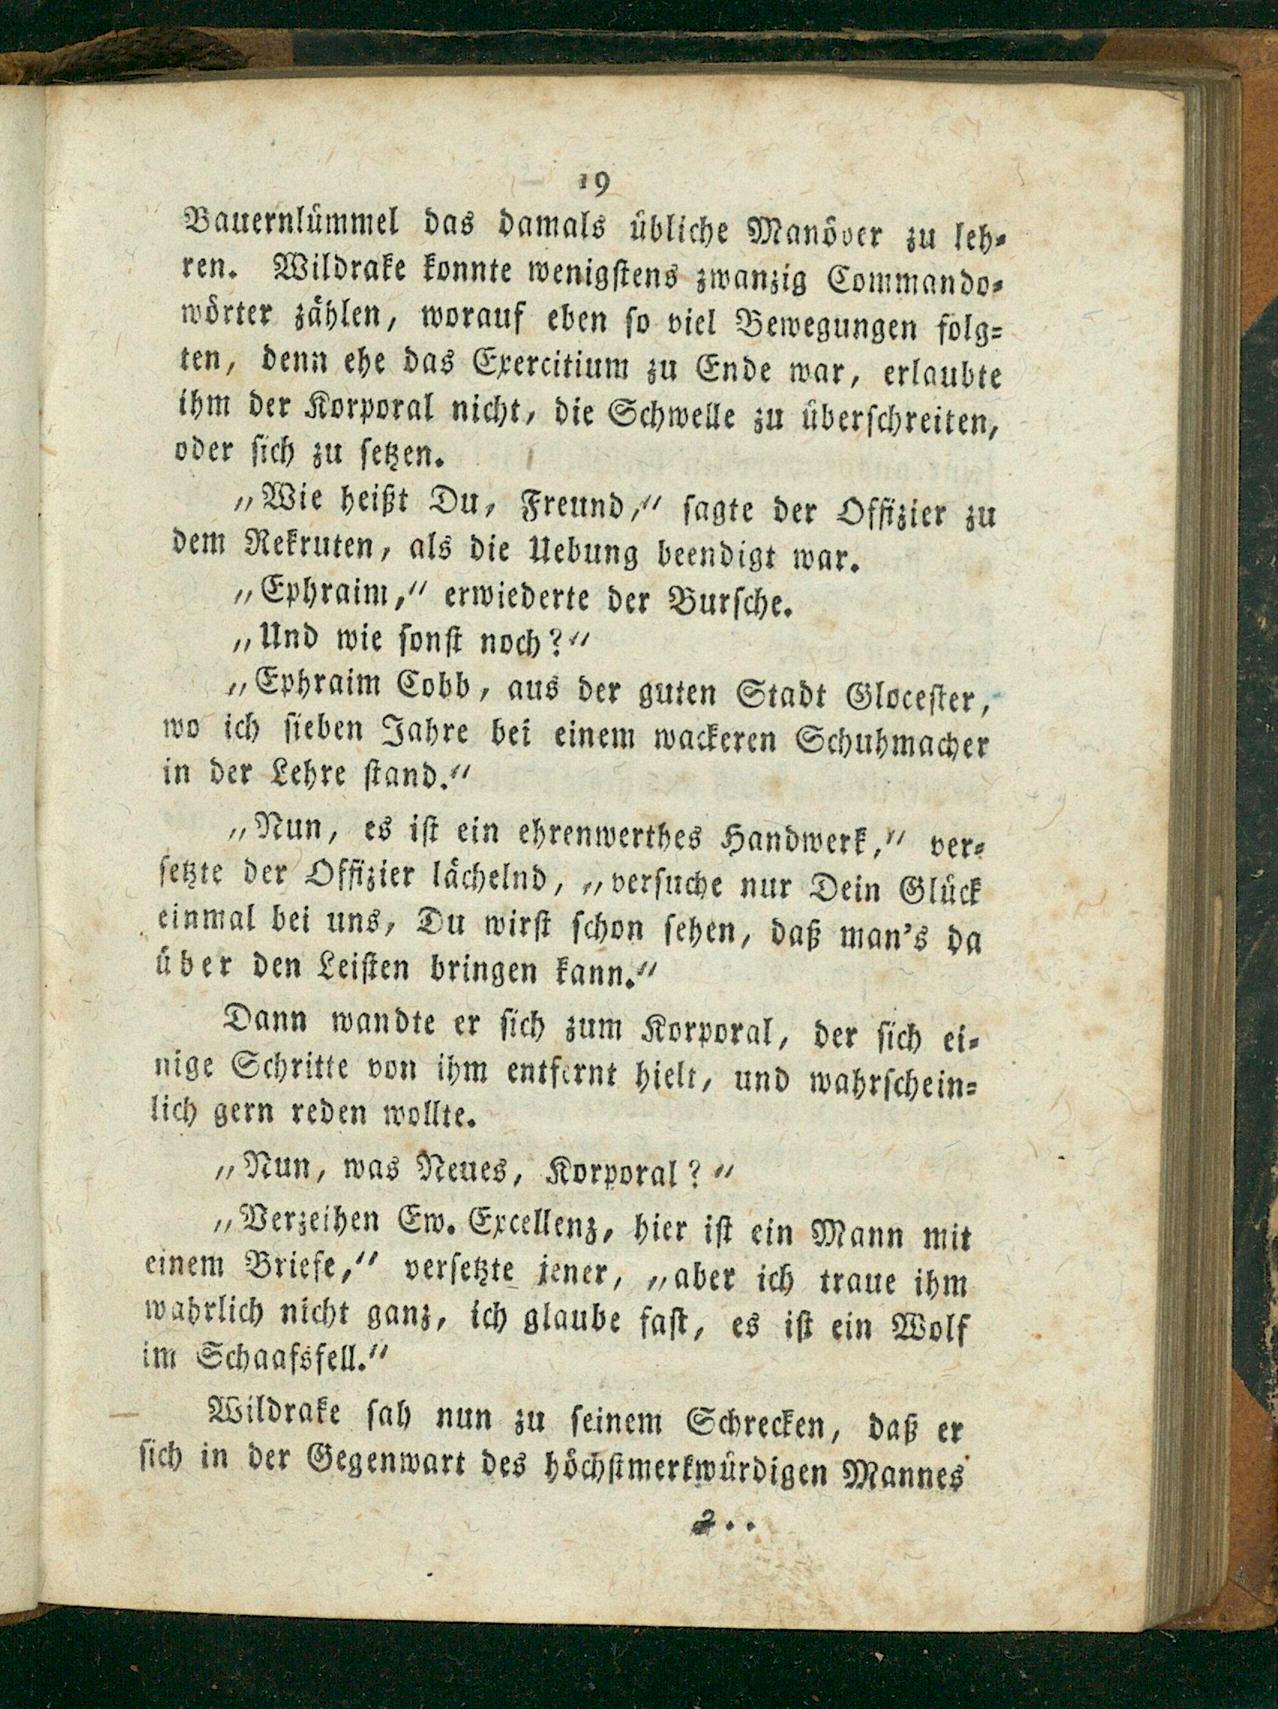 19
Bauernlümmel das damals übliche Manöver zu leh-
ren. Wildrake konnte wenigstens zwanzig Commando-
wörter zählen, worauf eben so viel Bewegungen folg-
ten, denn ehe das Exercitium zu Ende war, erlaubte
ihm der Korporal nicht, die Schwelle zu überschreiten,
oder sich zu setzen.
„Wie heißt Du, Freund,“ sagte der Offizier zu
dem Rekruten, als die Uebung beendigt war.
„Ephraim,“ erwiederte der Bursche.
„Und wie sonst noch?“
„Ephraim Cobb, aus der guten Stadt Glocester,
wo ich sieben Jahre bei einem wackeren Schuhmacher
in der Lehre stand.“
„Nun, es ist ein ehrenwerthes Handwerk,“ ver-
setzte der Offizier lächelnd, „versuche nur Dein Glück
einmal bei uns, Du wirst schon sehen, daß man's da
über den Leisten bringen kann.“
Dann wandte er sich zum Korporal, der sich ei-
nige Schritte von ihm entfernt hielt, und wahrschein-
lich gern reden wollte.
„Nun, was Neues, Korporal?“
„Verzeihen Ew. Excellenz, hier ist ein Mann mit
einem Briefe,“ versetzte jener, „aber ich traue ihm
wahrlich nicht ganz, ich glaube fast, es ist ein Wolf
im Schaafsfell.“
Wildrake sah nun zu seinem Schrecken, daß er
sich in der Gegenwart des höchstmerkwürdigen Mannes
2..